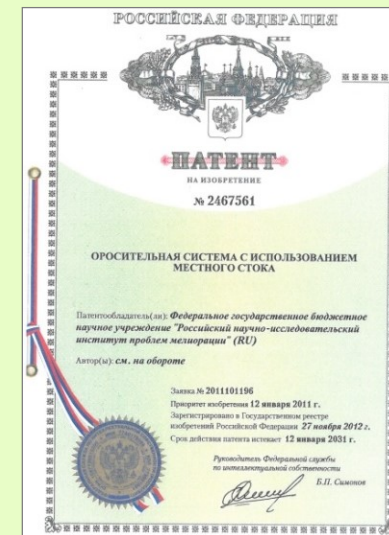 РОССИЙСКАЯ ФЕДЕРАЦИЯ
ПАТЕНТ
НА ИЗОБРЕТЕНИЕ
№ 2467561
ОРОСИТЕЛЬНАЯ СИСТЕМА С ИСПОЛЬЗОВАНИЕМ
МЕСТНОГО СТОКА
Патентообладатель(ли): Федеральное государственное бюджетное
научное учреждение "Российский научно-исследовательский
институт проблем мелиорации" (RU)
Автор(ы): см. на обороте
Заявка № 2011101196
Приоритет изобретения 12 января 2011 г.
Зарегистрировано в Государственном реестре
изобретений Российской Федерации 27 ноября 2012 г.
Срок действия патента истекает 12 января 2031 г.
Руководитель Федеральной службы
по интеллектуальной собственности
Б.П. Симонов